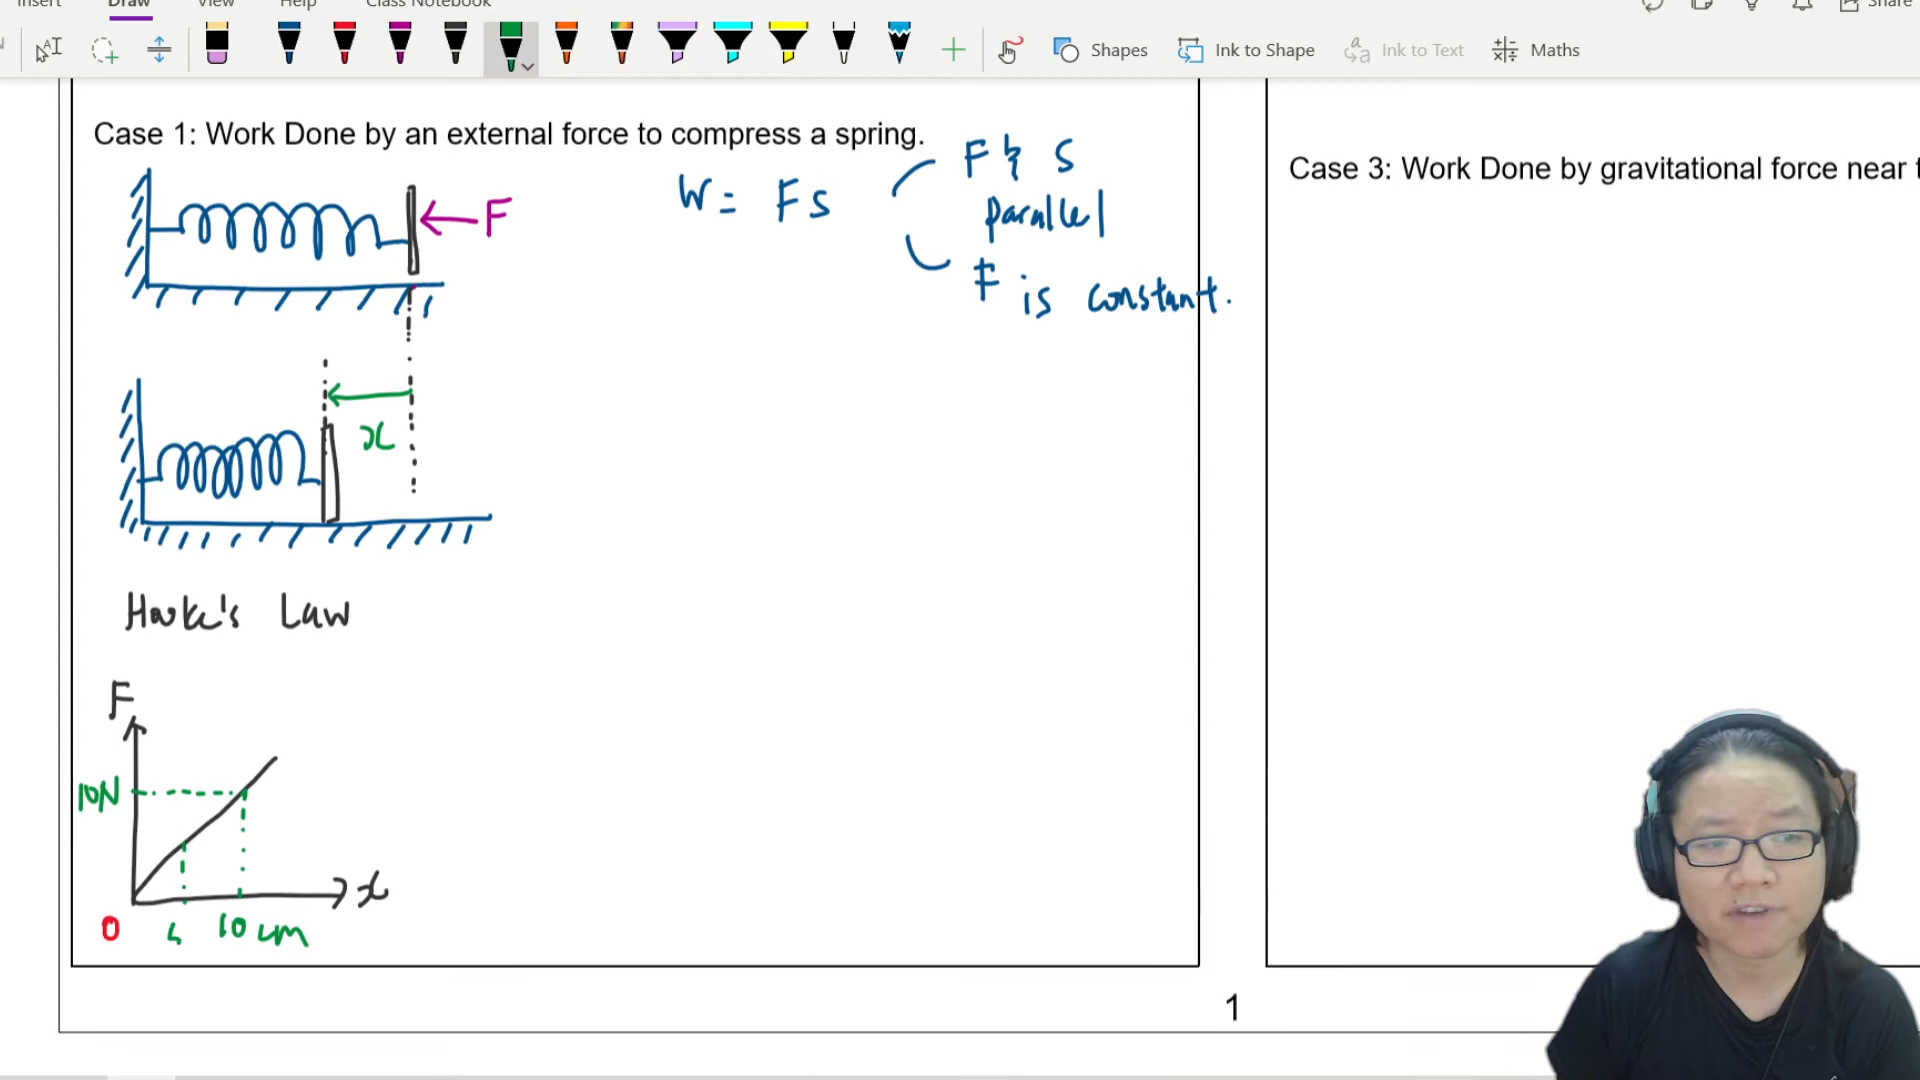 Insert Draw View Help Class Notebook Share
Shapes Ink to Shape Ink to Text Maths
Case 1: Work Done by an external force to compress a spring.
F
W = Fs
F & s
parallel
F is constant.
x
Hooke's Law
F
10N
x
0 5 10 cm
Case 3: Work Done by gravitational force near
1